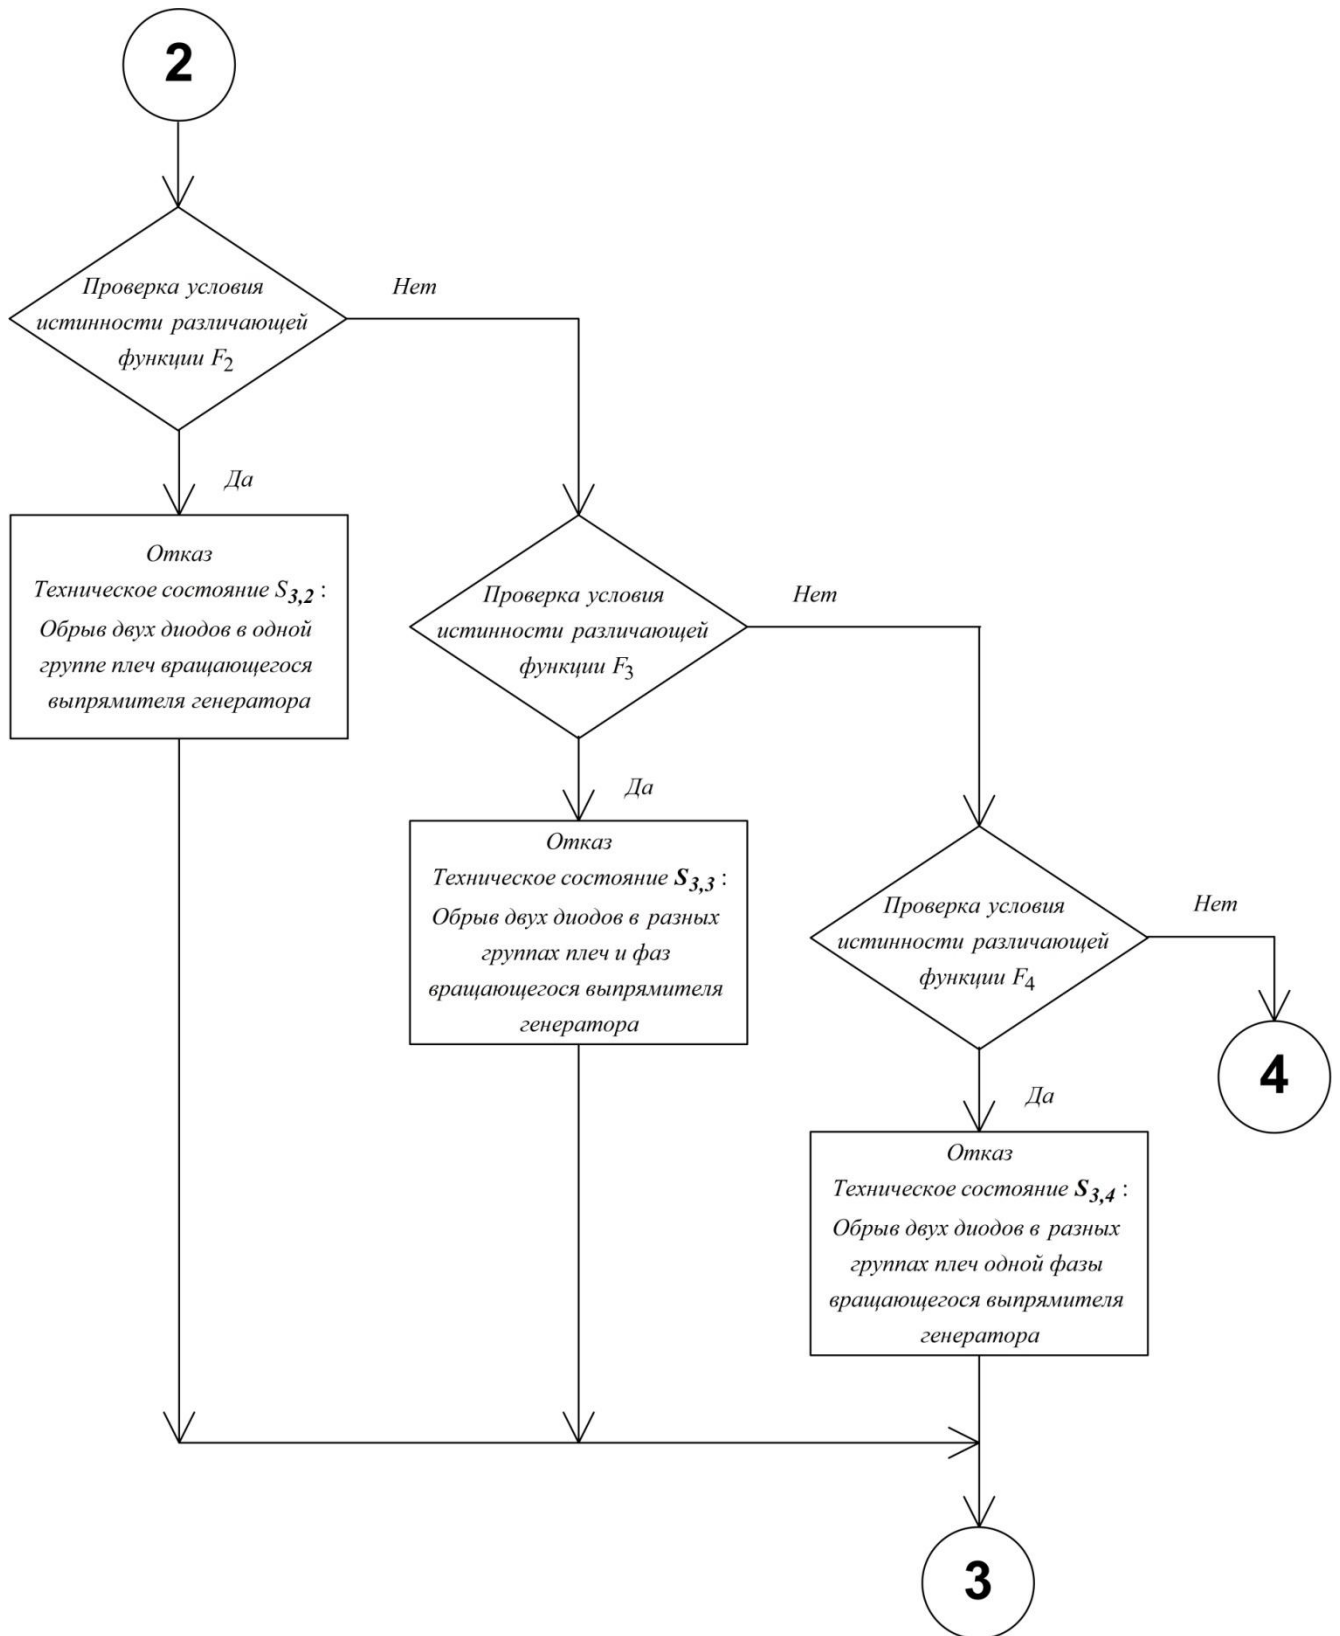 2
Проверка условия
истинности различающей
функции F2
Нет
Да
Отказ
Техническое состояние S3,2 :
Обрыв двух диодов в одной
группе плеч вращающегося
выпрямителя генератора
Проверка условия
истинности различающей
функции F3
Нет
Да
Отказ
Техническое состояние S3,3 :
Обрыв двух диодов в разных
группах плеч и фаз
вращающегося выпрямителя
генератора
Проверка условия
истинности различающей
функции F4
Нет
4
Да
Отказ
Техническое состояние S3,4 :
Обрыв двух диодов в разных
группах плеч одной фазы
вращающегося выпрямителя
генератора
3